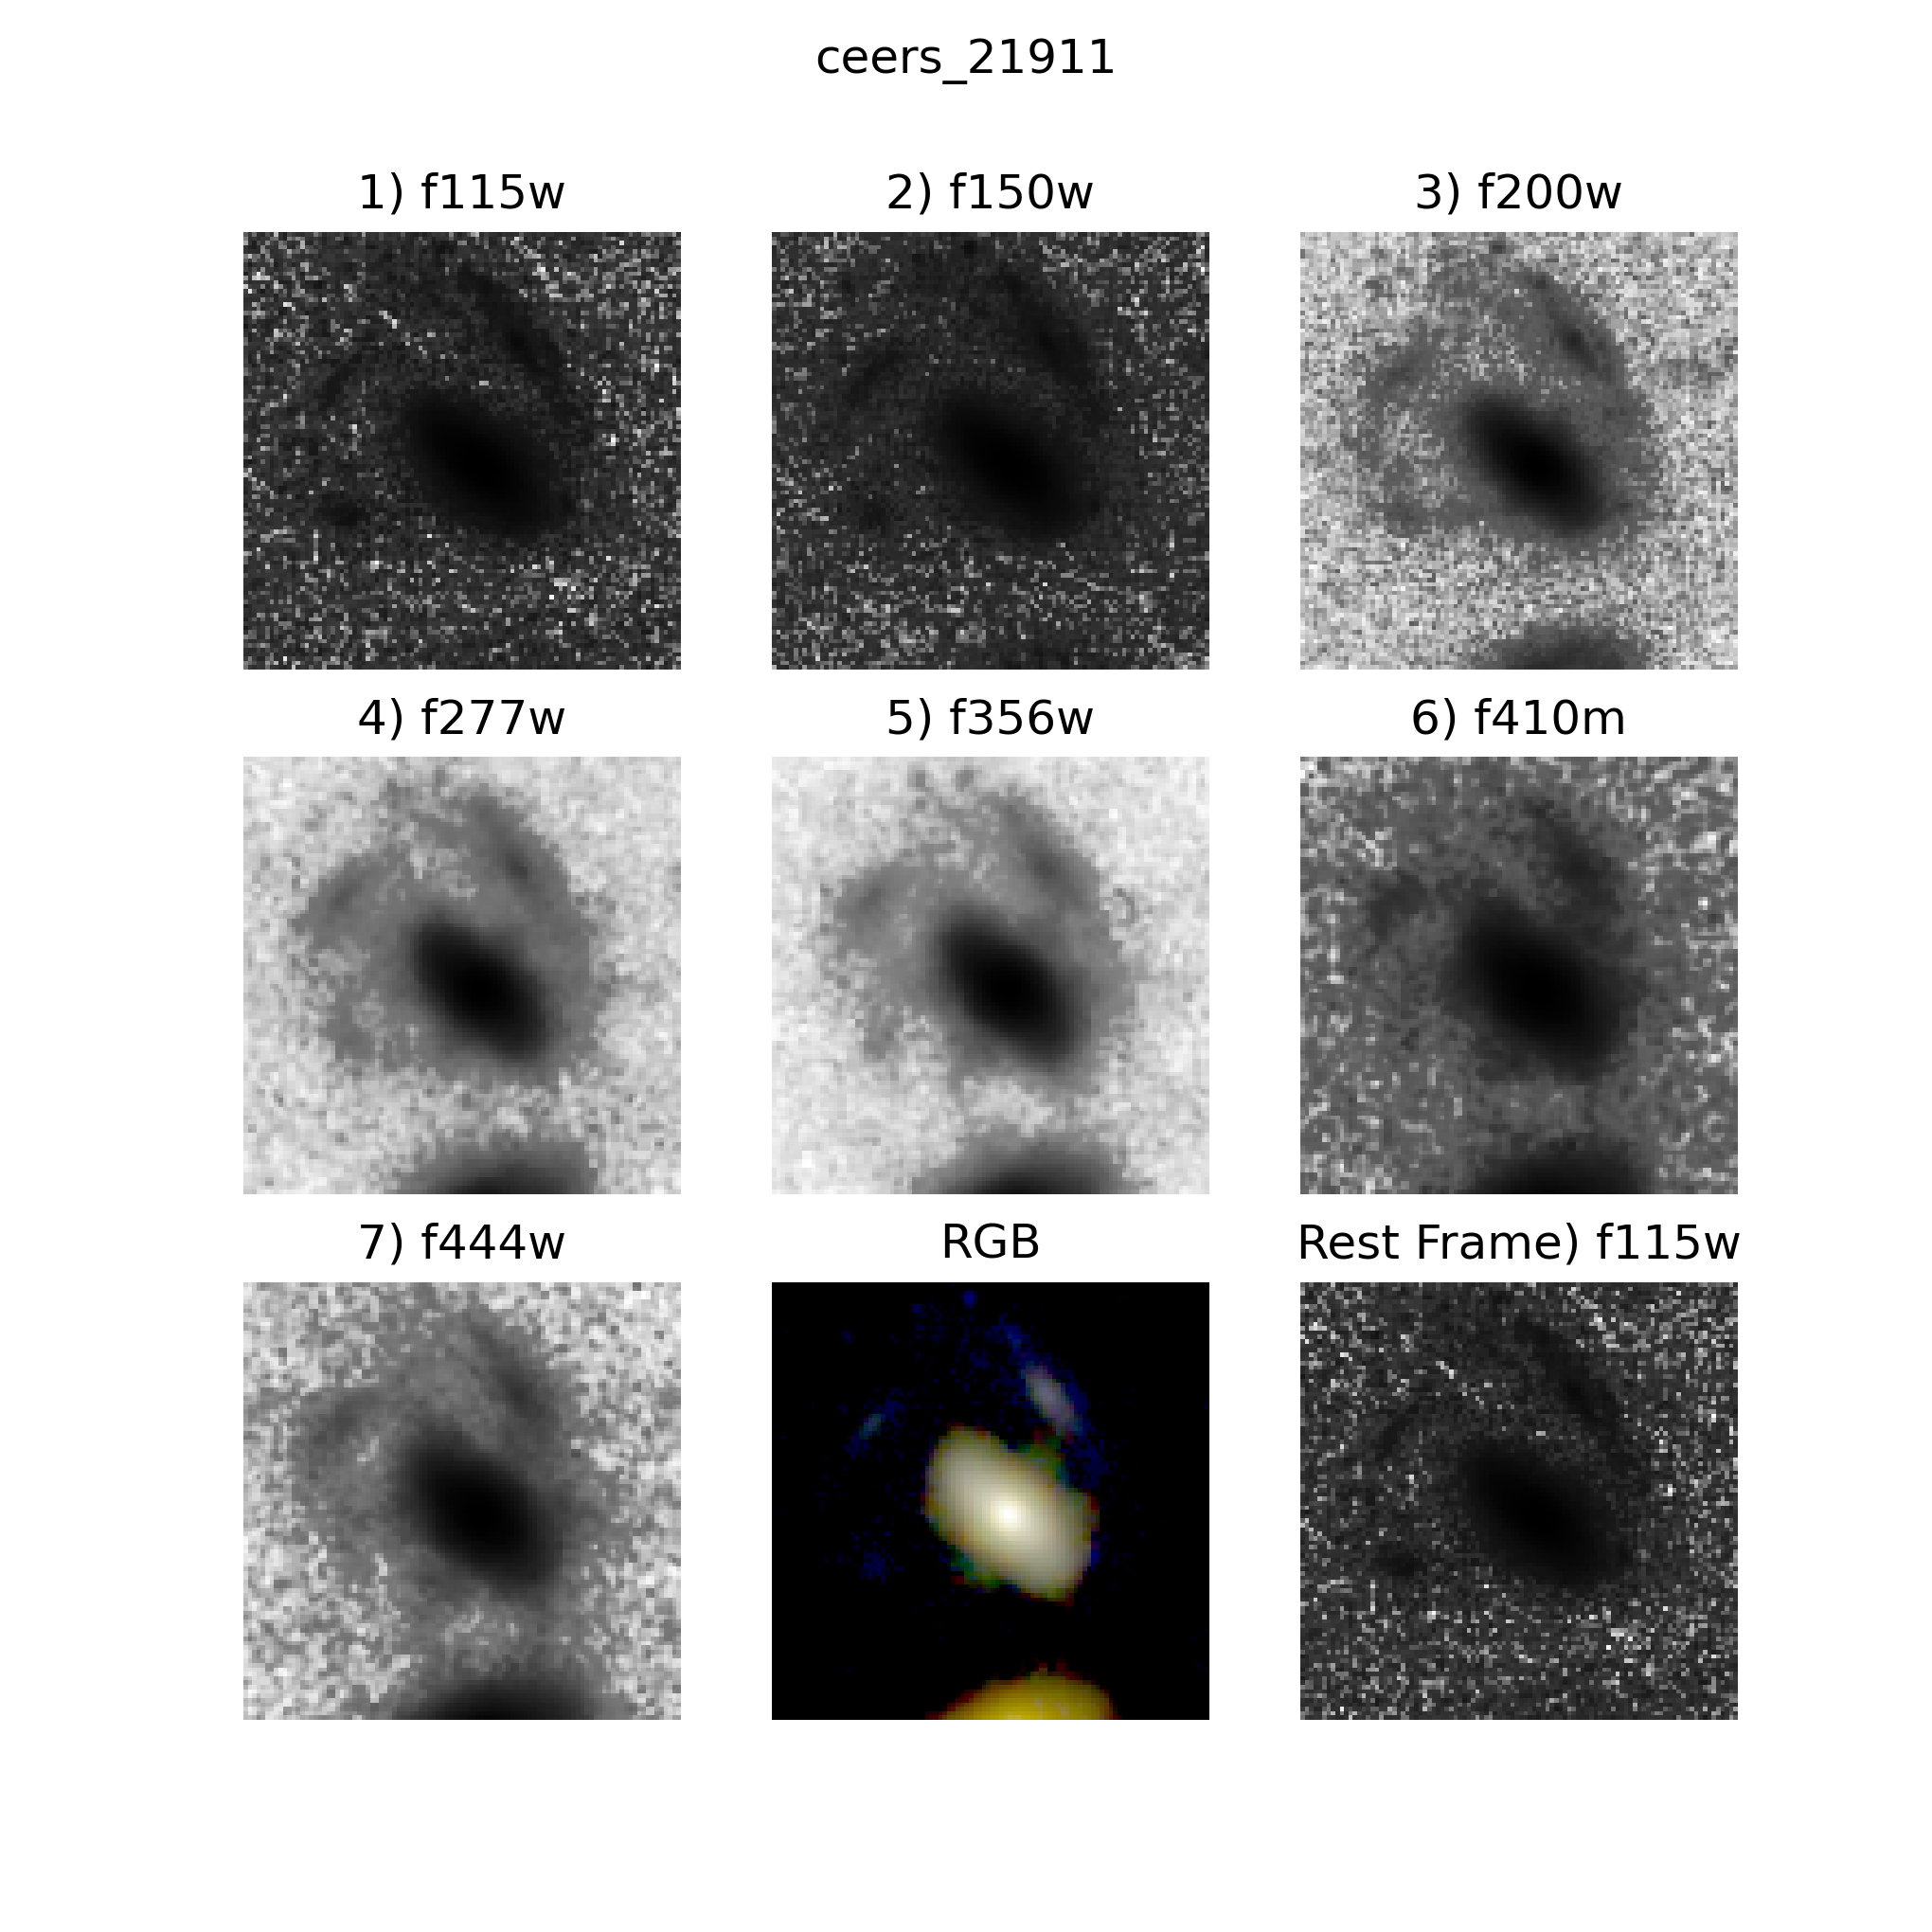 ceers_21911
1) f115w
2) f150w
3) f200w
4) f277w
5) f356w
6) f410m
7) f444w
RGB
Rest Frame) f115w